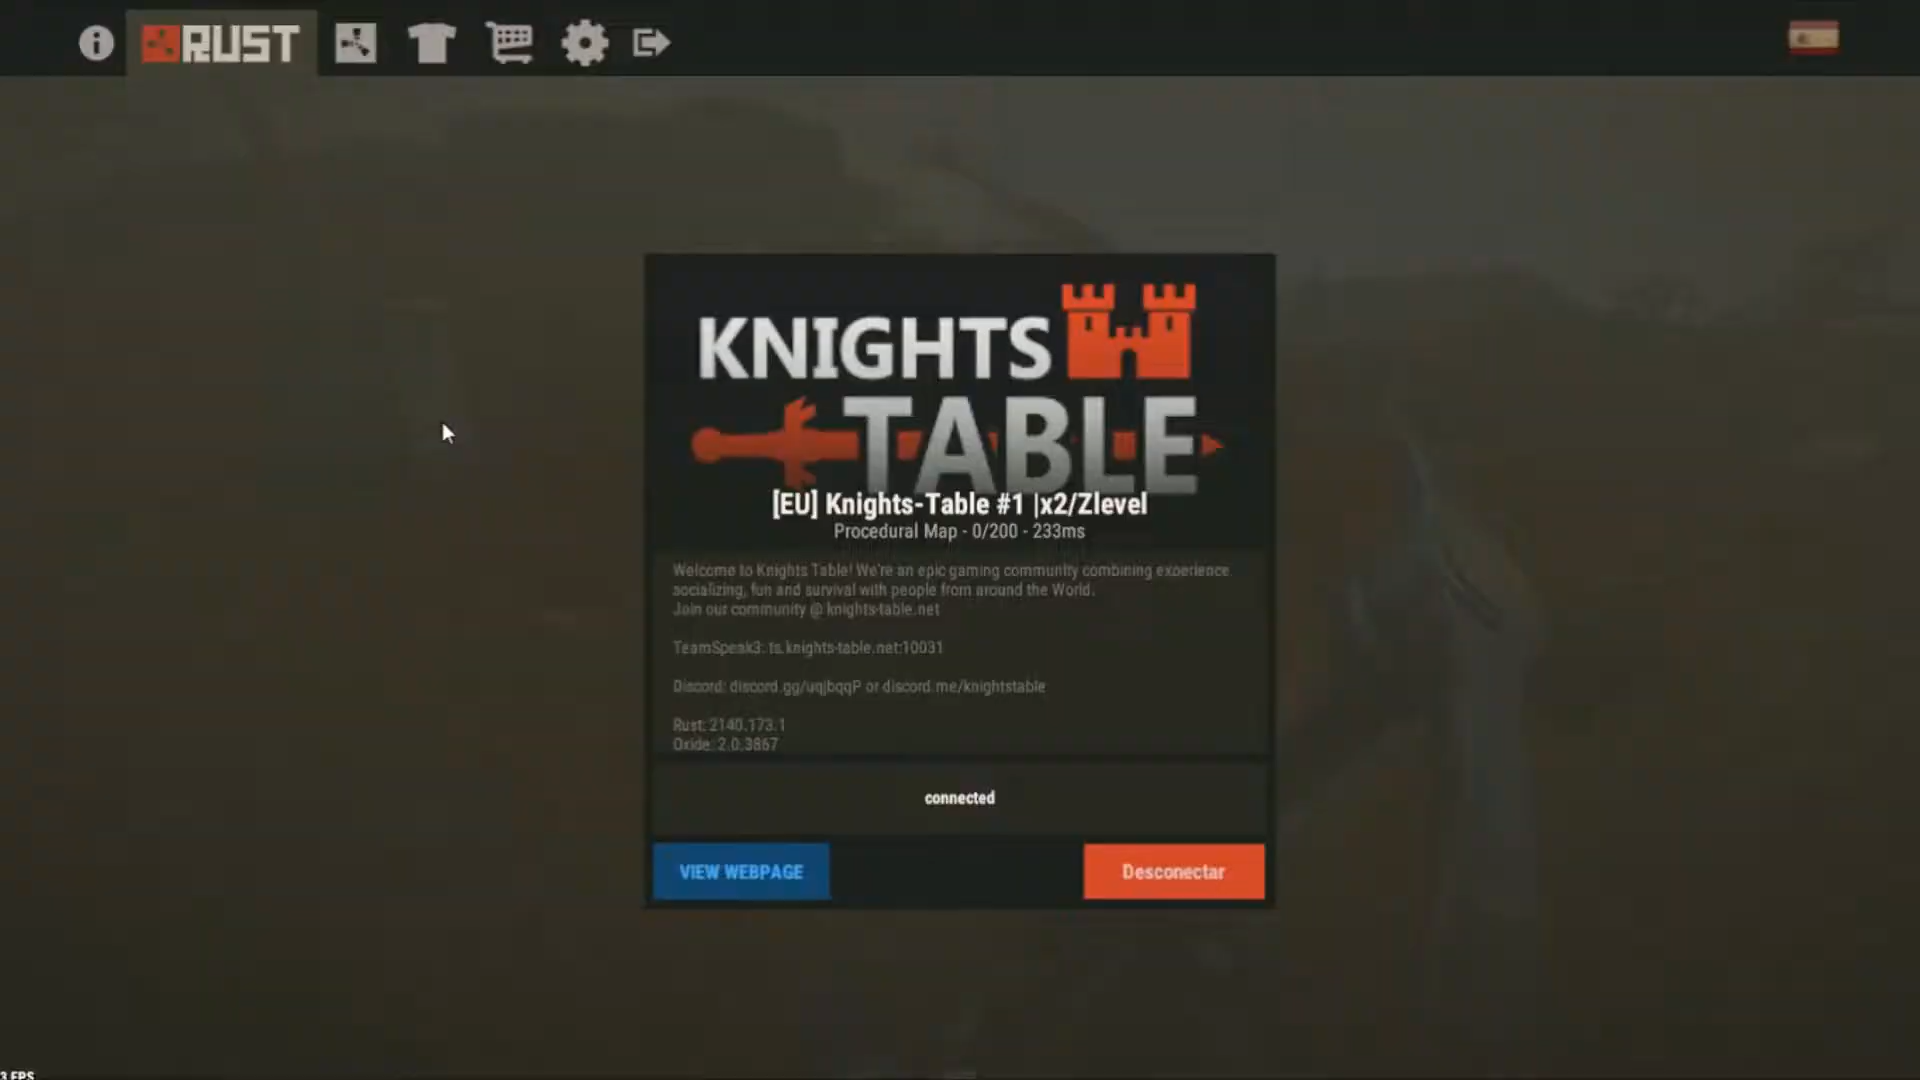 RUST
KNIGHTS
TABLE
[EU] Knights-Table #1 |x2/Zlevel
Procedural Map - 0/200 - 233ms
Welcome to Knights Table! We're an epic gaming community combining experience
socializing, fun and survival with people from around the World.
Join our community @ knights-table.net
TeamSpeak3: ts.knights-table.net:10031
Discord: discord.gg/uqjbqqP or discord.me/knightstable
Rust: 2140.173.1
Oxide: 2.0.3867
connected
VIEW WEBPAGE
Desconectar
3 FPS